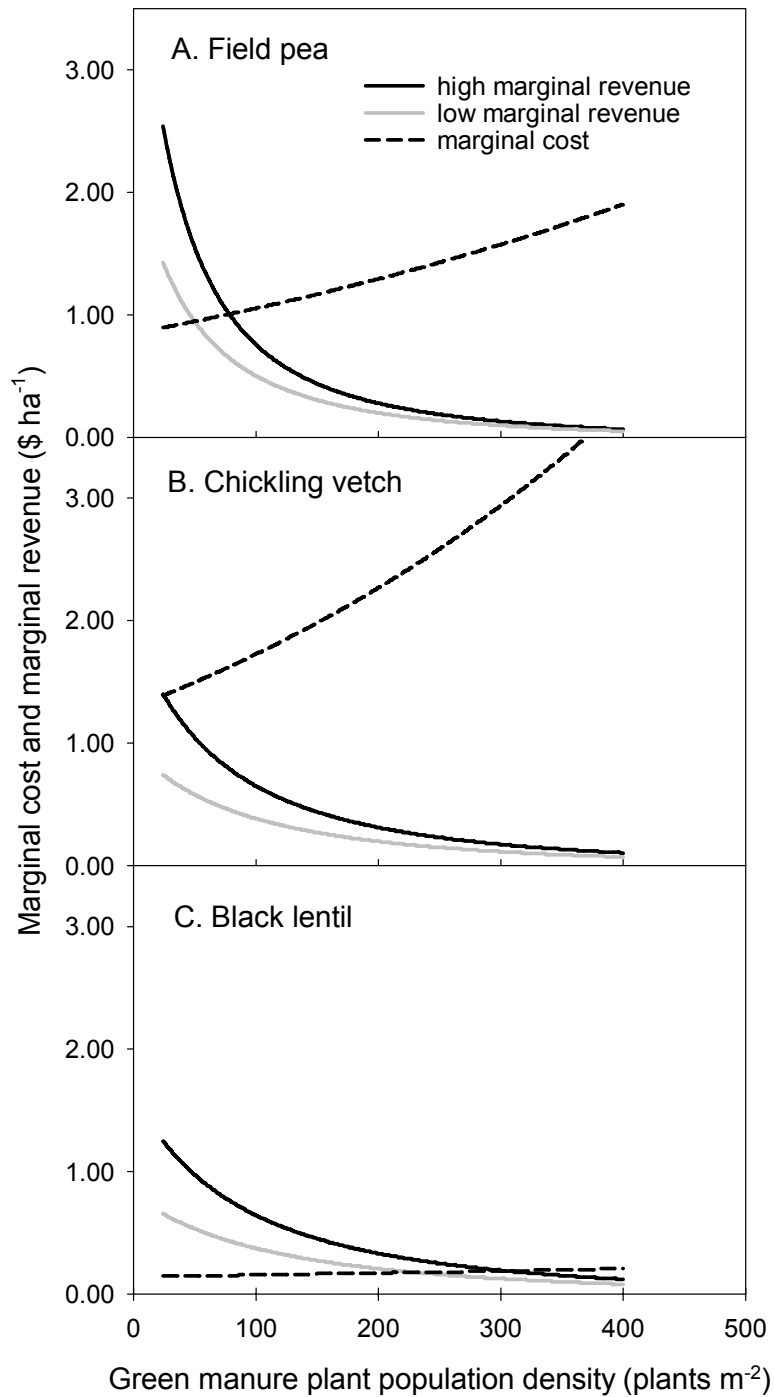 Marginal cost and marginal revenue ($ ha⁻¹)
A. Field pea
high marginal revenue
low marginal revenue
marginal cost
3.00
2.00
1.00
0.00
B. Chickling vetch
3.00
2.00
1.00
0.00
C. Black lentil
3.00
2.00
1.00
0.00
0 100 200 300 400 500
Green manure plant population density (plants m⁻²)